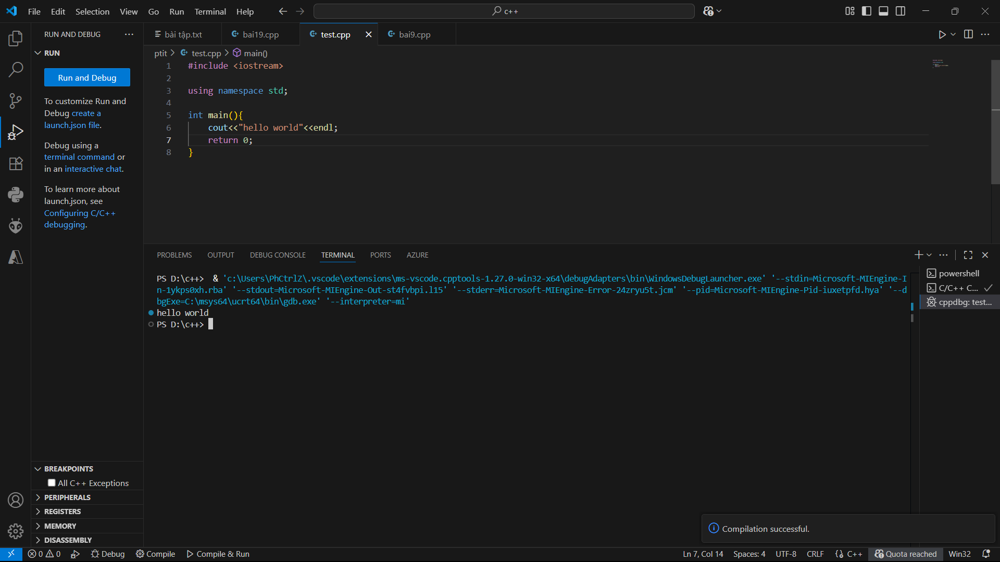 File Edit Selection View Go Run Terminal Help
c++
RUN AND DEBUG
RUN
Run and Debug
To customize Run and
Debug create a
launch.json file.
Debug using a
terminal command or
in an interactive chat.
To learn more about
launch.json, see
Configuring C/C++
debugging.
BREAKPOINTS
All C++ Exceptions
PERIPHERALS
REGISTERS
MEMORY
DISASSEMBLY
bài tập.txt
bai19.cpp
test.cpp
bai9.cpp
ptit > test.cpp > main()
1 #include <iostream>
2
3 using namespace std;
4
5 int main(){
6 cout<<"hello world"<<endl;
7 return 0;
8 }
PROBLEMS OUTPUT DEBUG CONSOLE TERMINAL PORTS AZURE
PS D:\c++> & 'c:\Users\PhCtrlZ\.vscode\extensions\ms-vscode.cpptools-1.27.0-win32-x64\debugAdapters\bin\WindowsDebugLauncher.exe' '--stdin=Microsoft-MIEngine-I
n-1ykps0xh.rba' '--stdout=Microsoft-MIEngine-Out-st4fvbpi.l15' '--stderr=Microsoft-MIEngine-Error-24zryu5t.jcm' '--pid=Microsoft-MIEngine-Pid-iuxetpfd.hya' '--d
bgExe=C:\msys64\ucrt64\bin\gdb.exe' '--interpreter=mi'
hello world
PS D:\c++>
powershell
C/C++ C...
cppdbg: test...
Compilation successful.
0 0 Debug Compile Compile & Run
Ln 7, Col 14 Spaces: 4 UTF-8 CRLF C++ Quota reached Win32